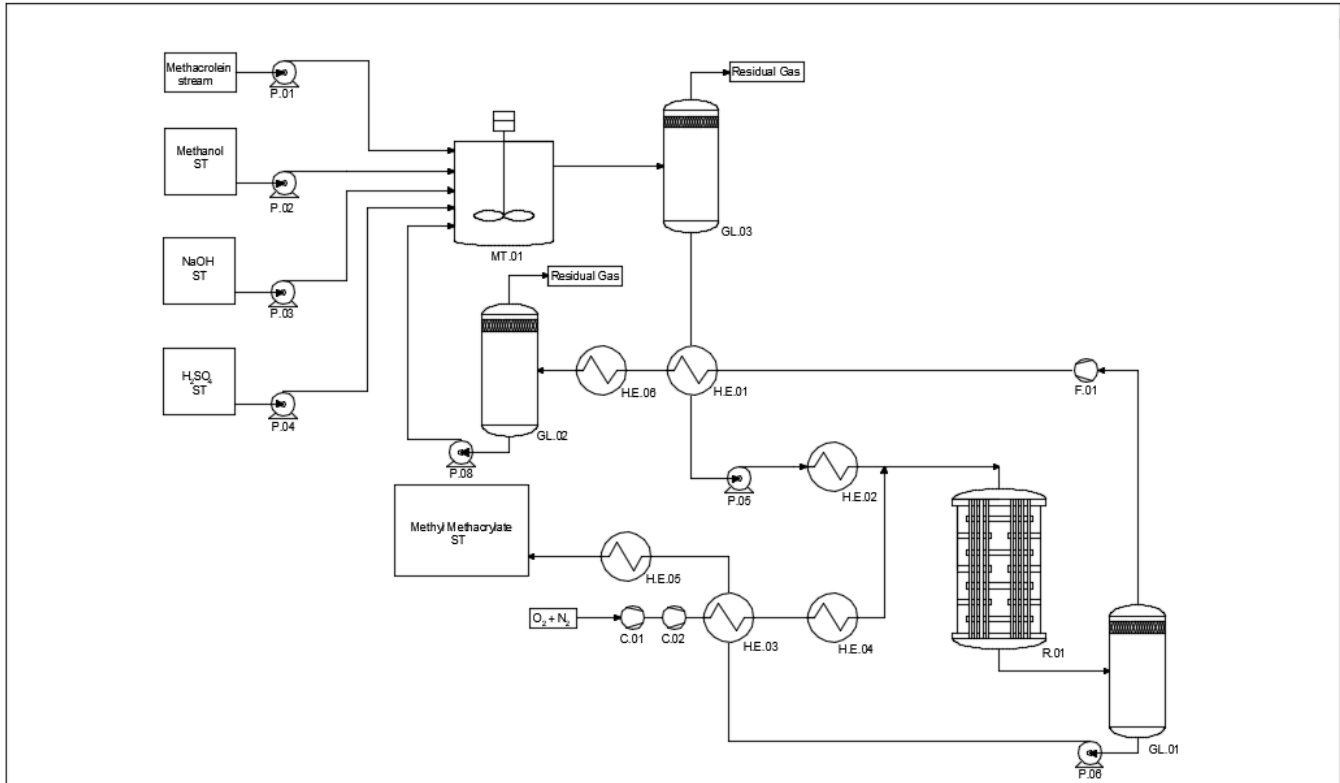 Methacrolein
stream
P.01
Residual Gas
Methanol
ST
P.02
MT.01
GL.03
NaOH
ST
P.03
Residual Gas
H₂SO₄
ST
P.04
H.E.06
H.E.01
F.01
GL.02
P.08
P.05
H.E.02
Methyl Methacrylate
ST
H.E.05
O₂ + N₂
C.01
C.02
H.E.03
H.E.04
R.01
GL.01
P.06